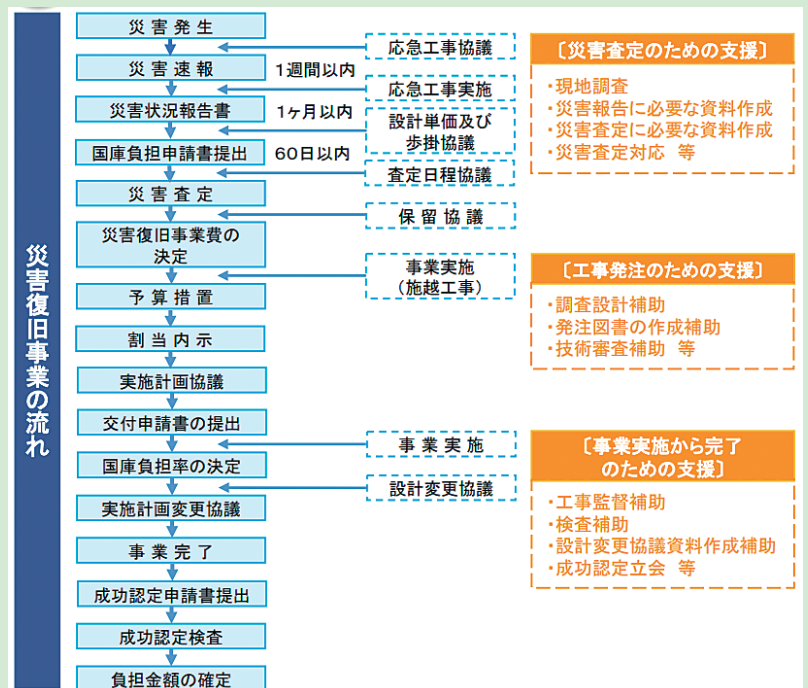 災害復旧事業の流れ
災害発生
応急工事協議
災害速報
1週間以内
応急工事実施
災害状況報告書
1ヶ月以内
設計単価及び
歩掛協議
国庫負担申請書提出
60日以内
査定日程協議
災害査定
保留協議
災害復旧事業費の
決定
事業実施
（施越工事）
予算措置
割当内示
実施計画協議
交付申請書の提出
事業実施
国庫負担率の決定
設計変更協議
実施計画変更協議
事業完了
成功認定申請書提出
成功認定検査
負担金額の確定
〔災害査定のための支援〕
・現地調査
・災害報告に必要な資料作成
・災害査定に必要な資料作成
・災害査定対応 等
〔工事発注のための支援〕
・調査設計補助
・発注図書の作成補助
・技術審査補助 等
〔事業実施から完了
のための支援〕
・工事監督補助
・検査補助
・設計変更協議資料作成補助
・成功認定立会 等